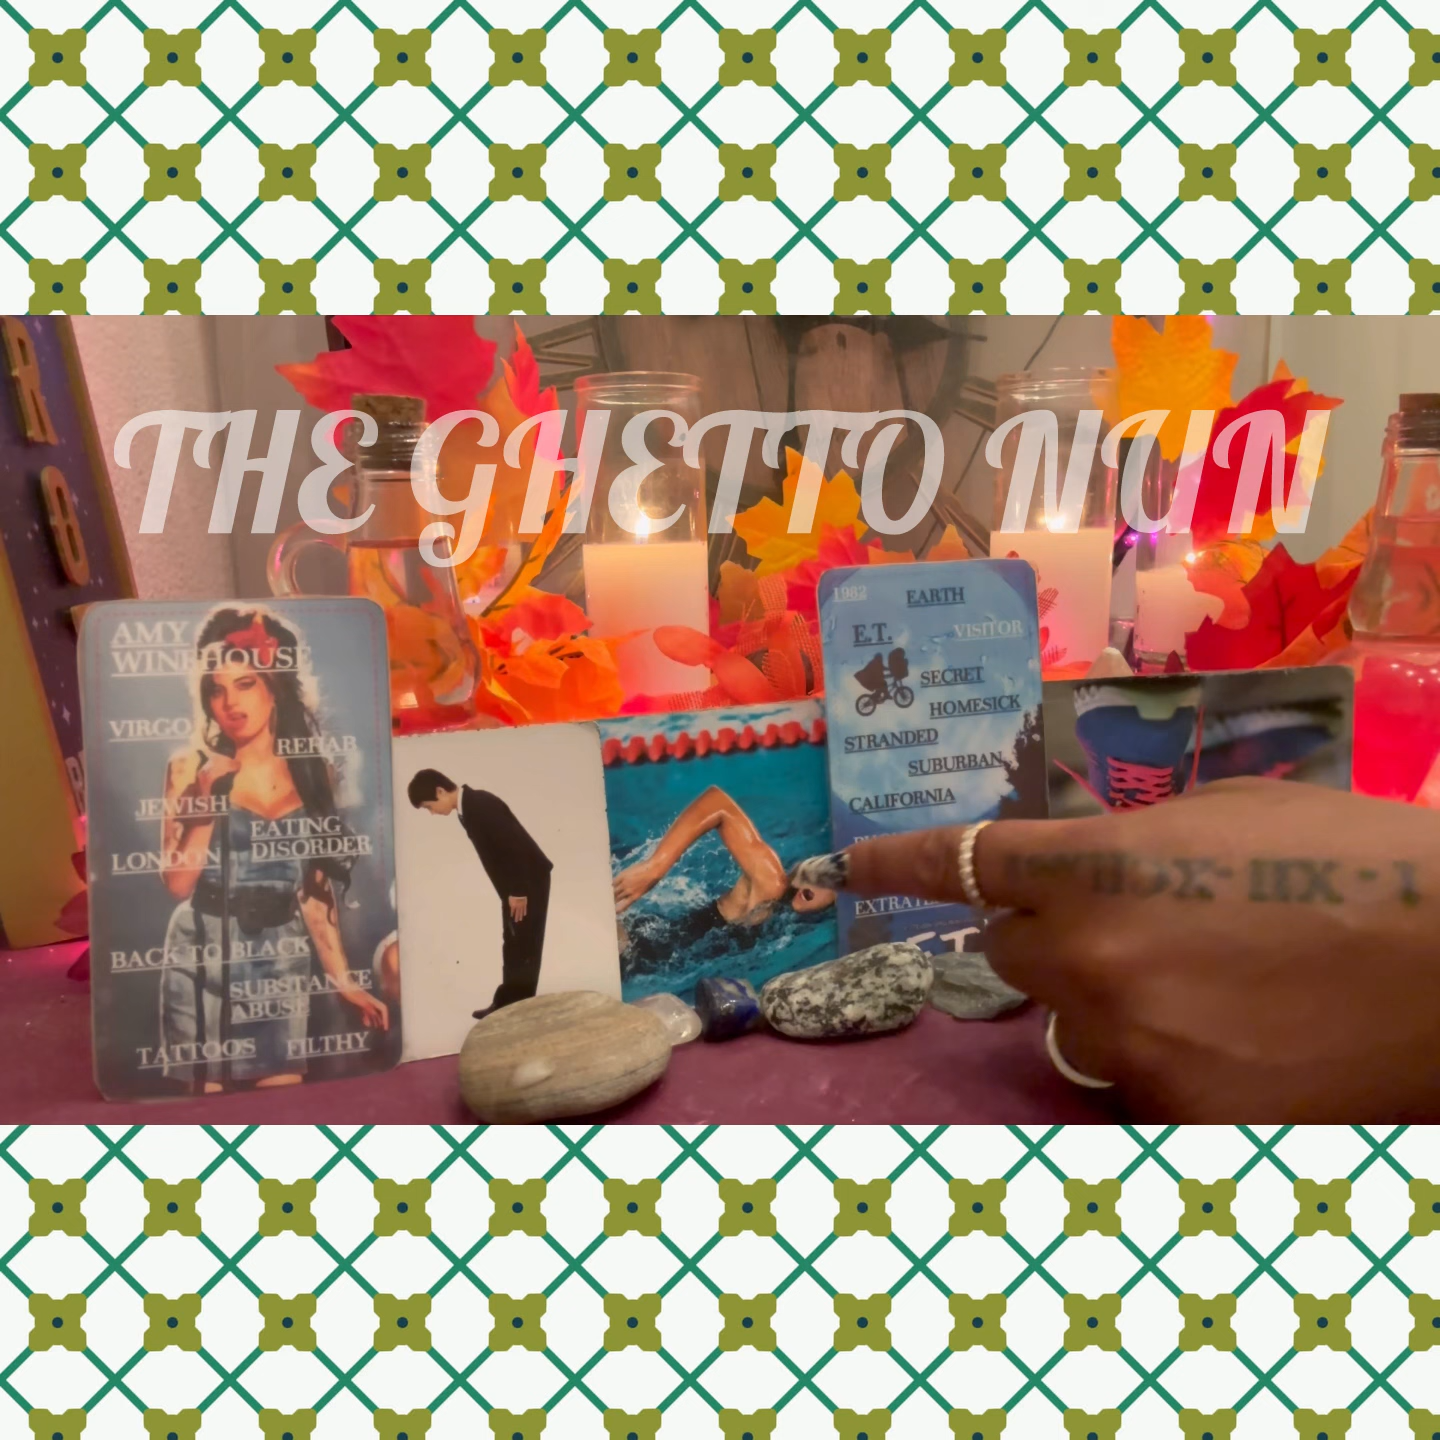 THE GHETTO NUN
AMY
WINEHOUSE
VIRGO
REHAB
JEWISH
EATING
DISORDER
LONDON
BACK TO BLACK
SUBSTANCE
ABUSE
TATTOOS
FILTHY
1982
EARTH
E.T.
VISITOR
SECRET
HOMESICK
STRANDED
SUBURBAN
CALIFORNIA